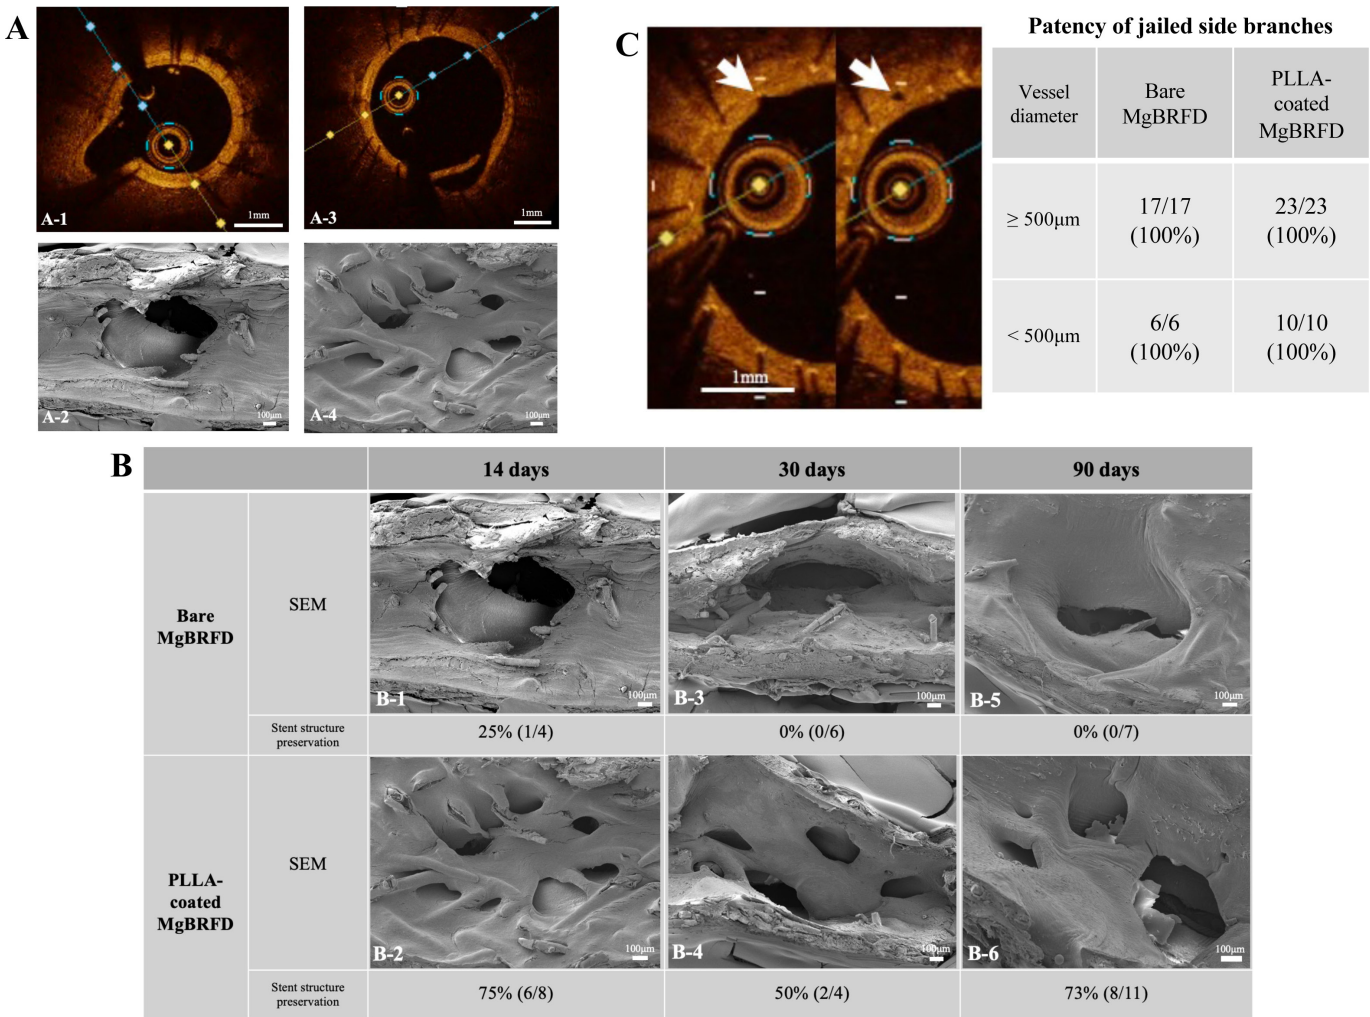 A
A-1
1mm
A-3
1mm
A-2
100μm
A-4
100μm
C
1mm
Patency of jailed side branches
Vessel
diameter
Bare
MgBRFD
PLLA-
coated
MgBRFD
≥ 500μm
17/17
(100%)
23/23
(100%)
< 500μm
6/6
(100%)
10/10
(100%)
B
14 days
30 days
90 days
Bare
MgBRFD
SEM
B-1
100μm
B-3
100μm
B-5
100μm
Stent structure
preservation
25% (1/4)
0% (0/6)
0% (0/7)
PLLA-
coated
MgBRFD
SEM
B-2
100μm
B-4
100μm
B-6
100μm
Stent structure
preservation
75% (6/8)
50% (2/4)
73% (8/11)